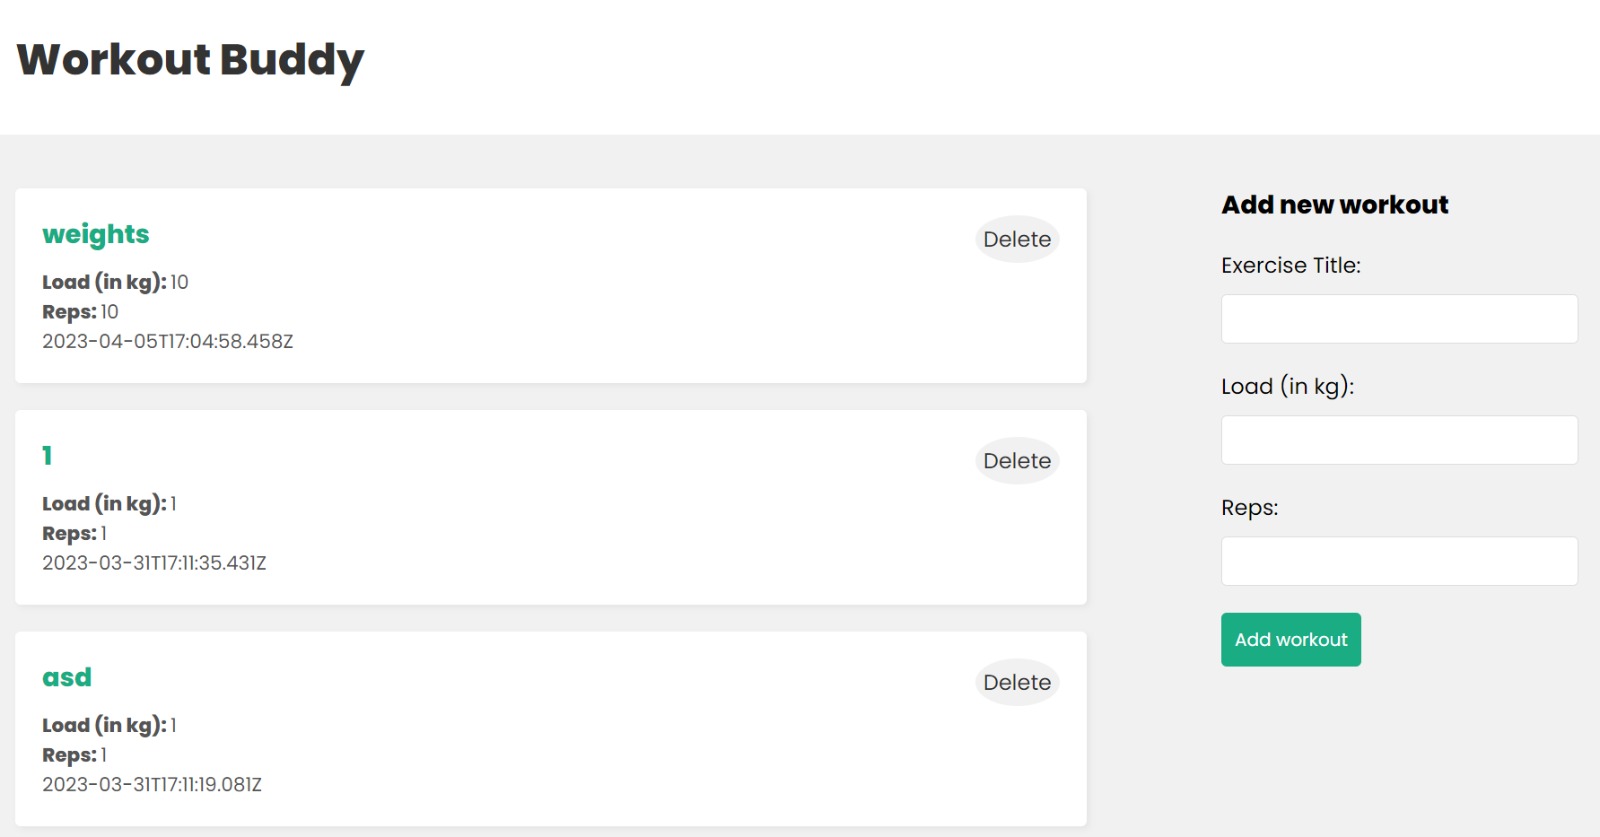 Workout Buddy
weights
Delete
Load (in kg): 10
Reps: 10
2023-04-05T17:04:58.458Z
1
Delete
Load (in kg): 1
Reps: 1
2023-03-31T17:11:35.431Z
asd
Delete
Load (in kg): 1
Reps: 1
2023-03-31T17:11:19.081Z
Add new workout
Exercise Title:
Load (in kg):
Reps:
Add workout